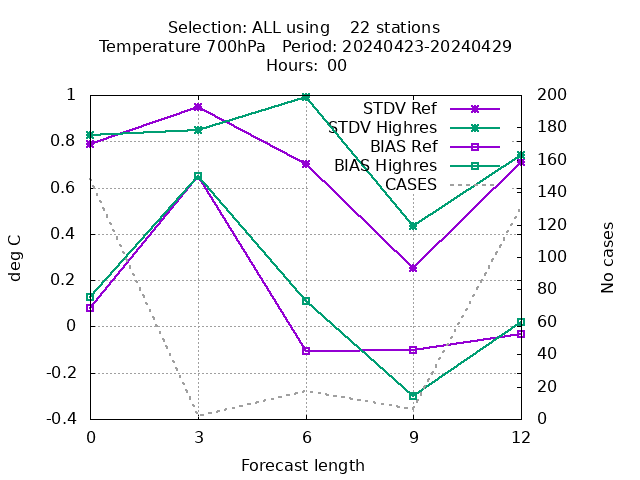 Selection: ALL using    22 stations
Temperature 700hPa   Period: 20240423-20240429
Hours:  00
STDV Ref
STDV Highres
BIAS Ref
BIAS Highres
CASES
1
0.8
0.6
0.4
0.2
0
-0.2
-0.4
deg C
200
180
160
140
120
100
80
60
40
20
0
No cases
0 3 6 9 12
Forecast length